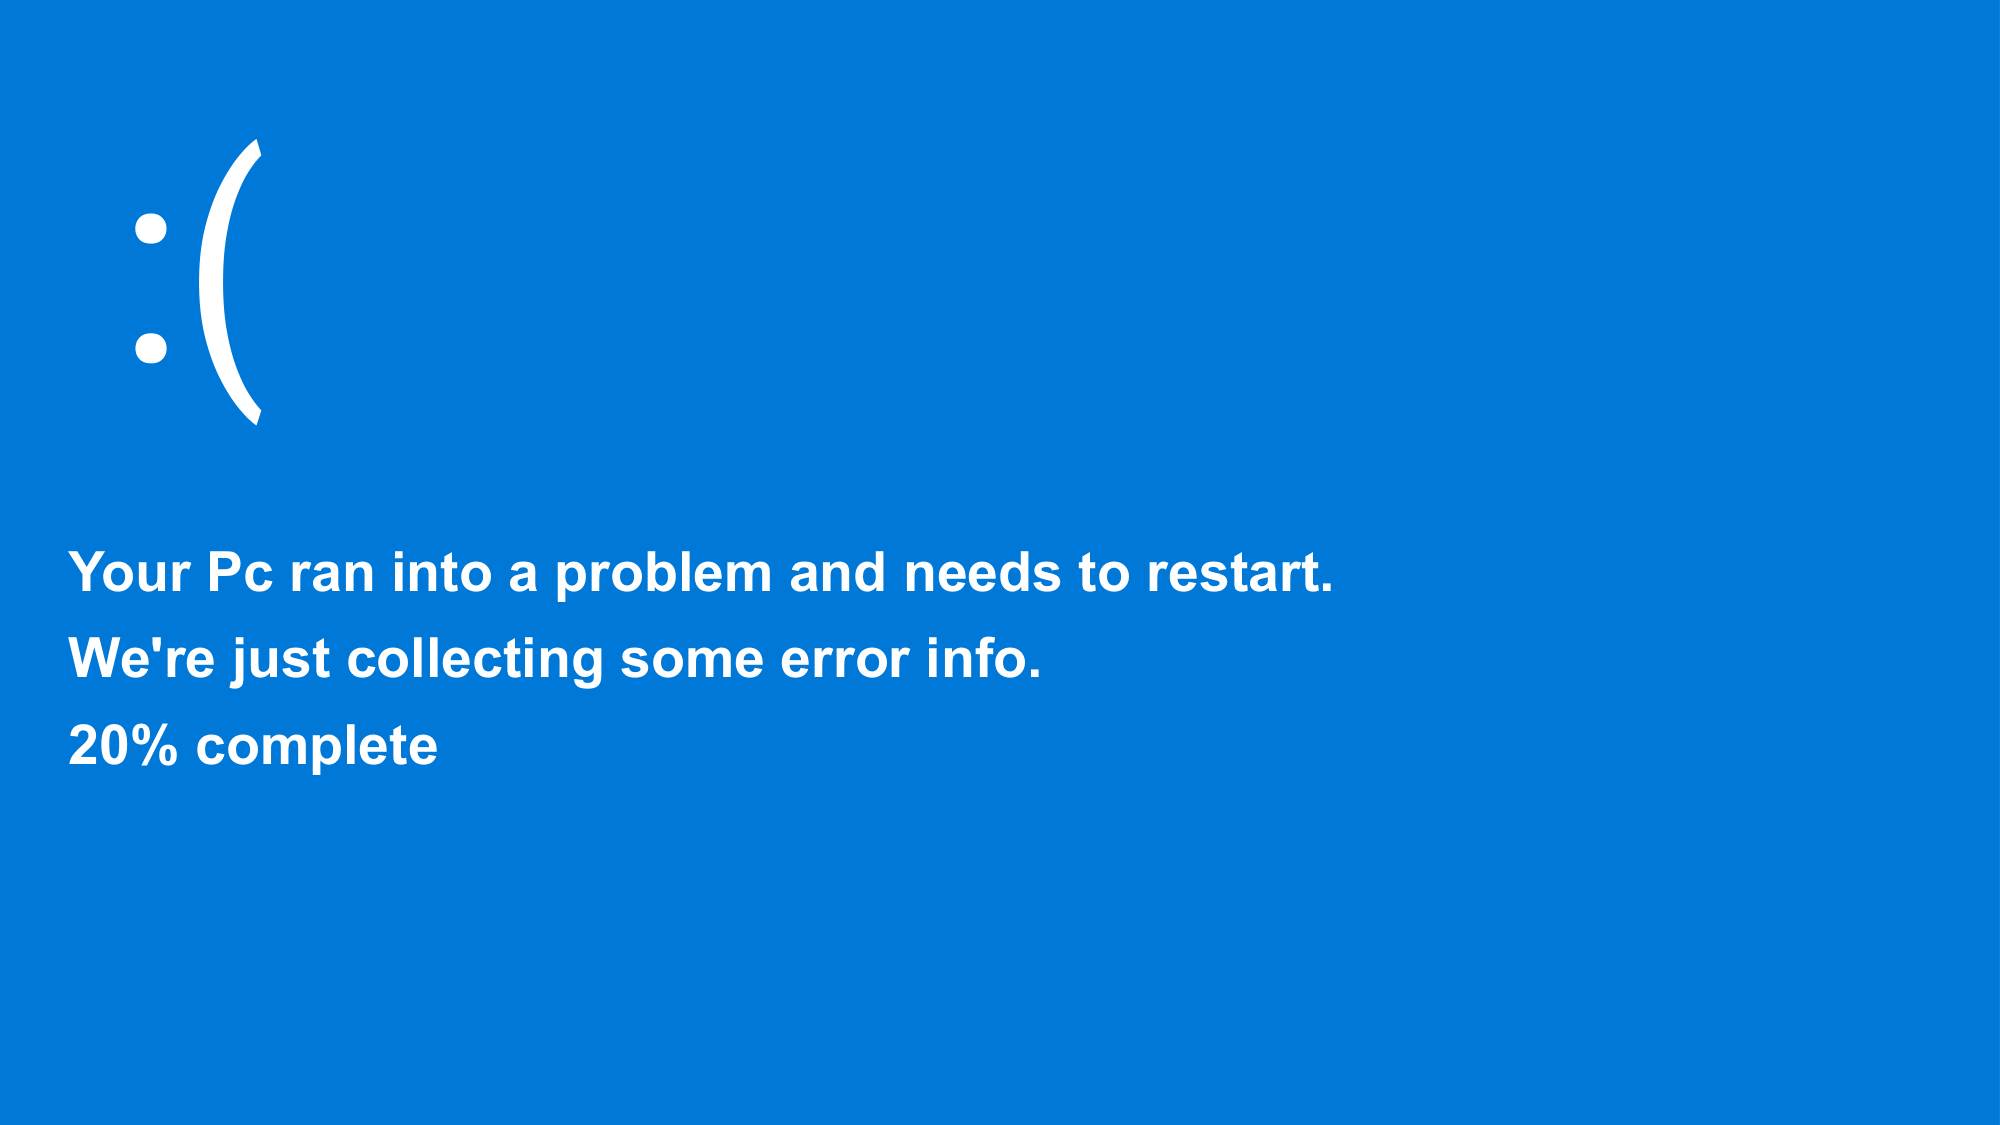 :(
Your Pc ran into a problem and needs to restart.
We're just collecting some error info.
20% complete